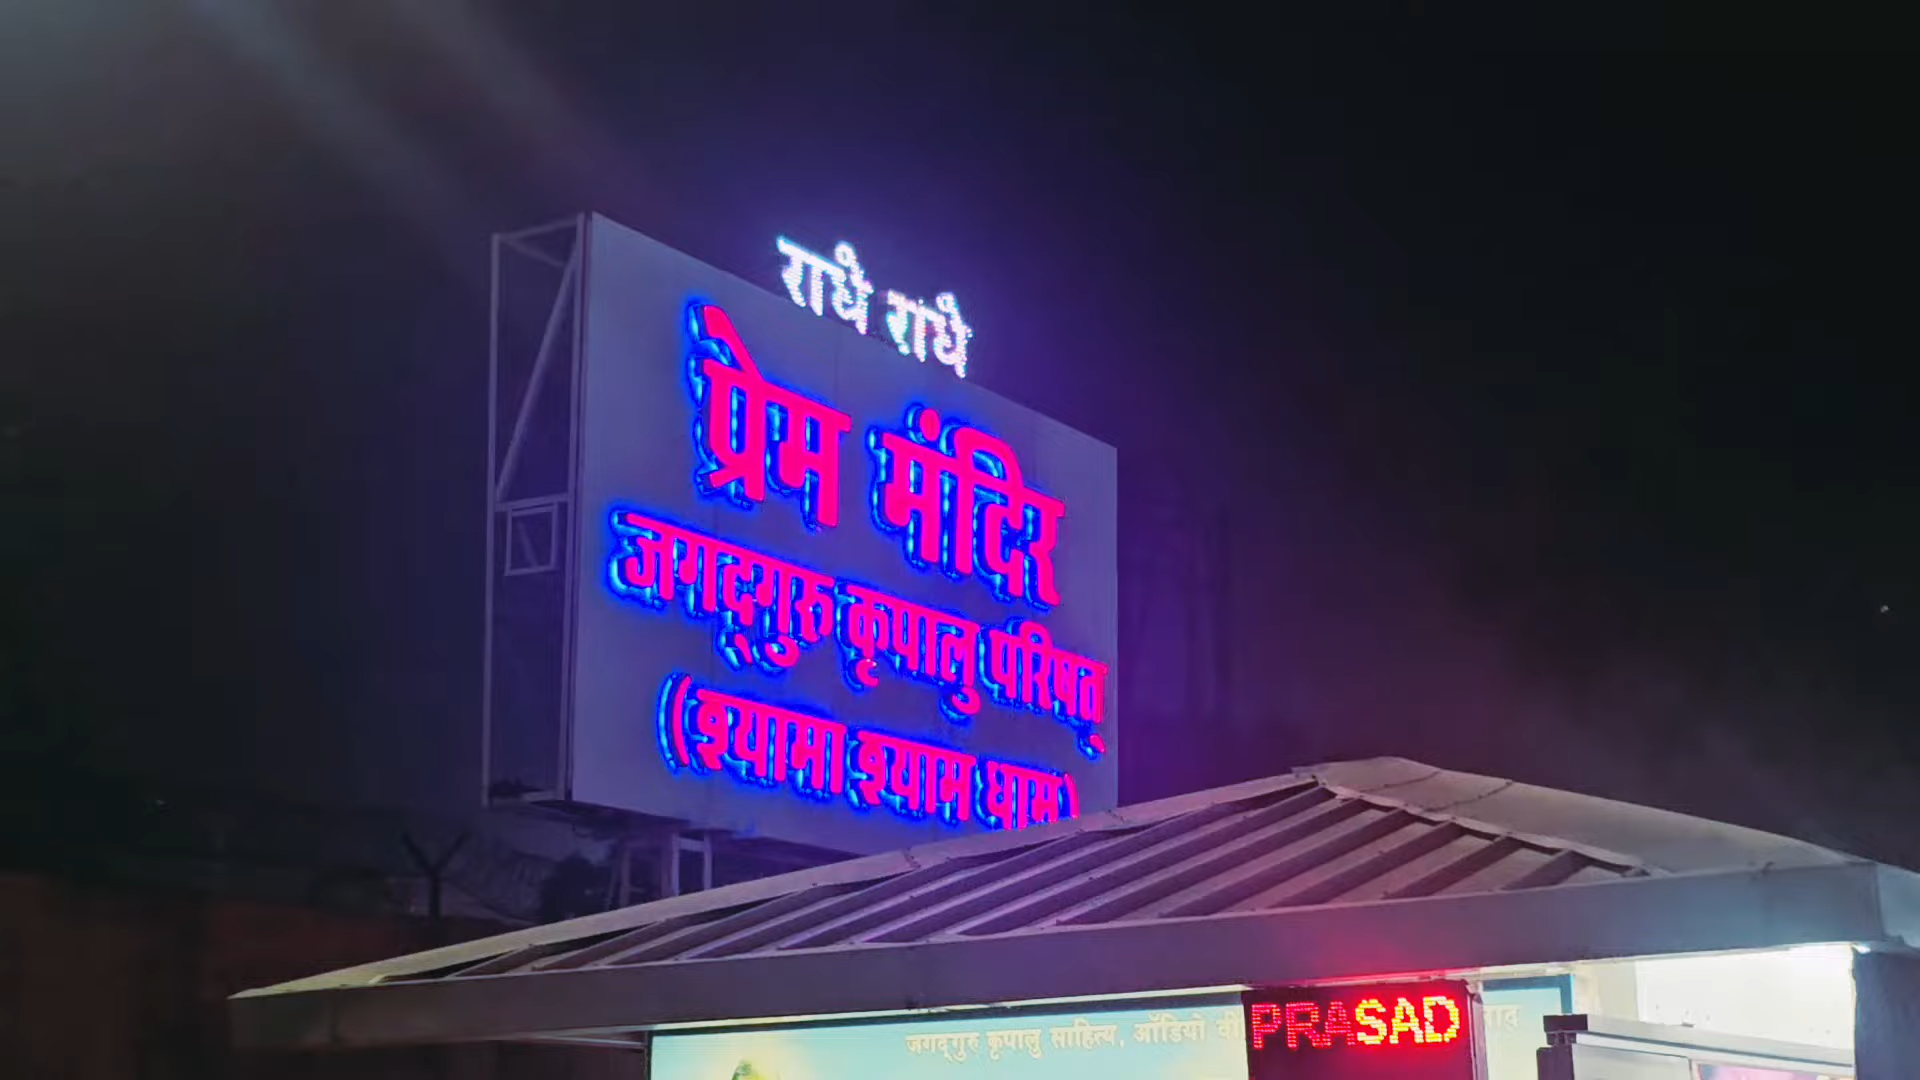 राधे राधे
प्रेम मंदिर
जगद्गुरु कृपालु परिषत्
(श्यामा श्याम धाम)
जगद्गुरु कृपालु साहित्य, ऑडियो
PRASAD